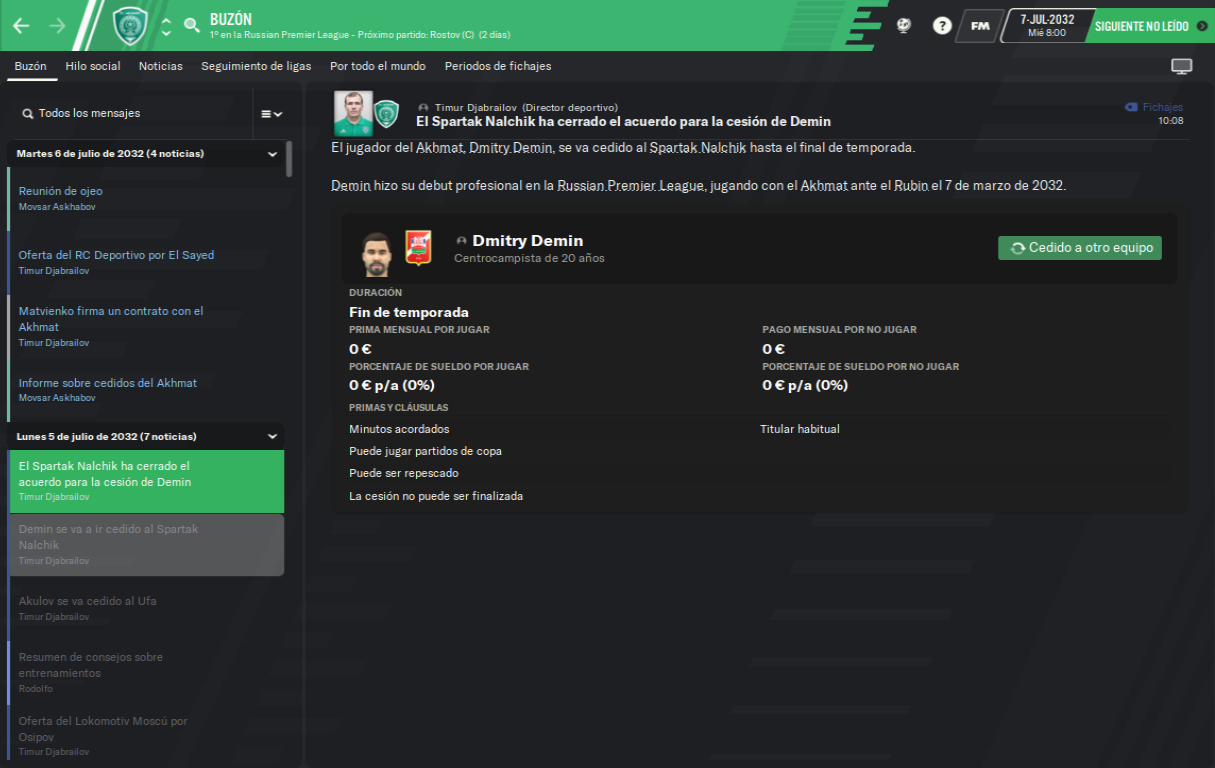 BUZÓN
1º en la Russian Premier League - Próximo partido: Rostov (C) (2 días)
?
FM
7-JUL-2032
Mié 8:00
SIGUIENTE NO LEÍDO
Buzón
Hilo social
Noticias
Seguimiento de ligas
Por todo el mundo
Periodos de fichajes
Todos los mensajes
Martes 6 de julio de 2032 (4 noticias)
Reunión de ojeo
Movsar Askhabov
Oferta del RC Deportivo por El Sayed
Timur Djabrailov
Matvienko firma un contrato con el
Akhmat
Timur Djabrailov
Informe sobre cedidos del Akhmat
Movsar Askhabov
Lunes 5 de julio de 2032 (7 noticias)
El Spartak Nalchik ha cerrado el
acuerdo para la cesión de Demin
Timur Djabrailov
Demin se va a ir cedido al Spartak
Nalchik
Timur Djabrailov
Akulov se va cedido al Ufa
Timur Djabrailov
Resumen de consejos sobre
entrenamientos
Rodolfo
Oferta del Lokomotiv Moscú por
Osipov
Timur Djabrailov
Timur Djabrailov (Director deportivo)
El Spartak Nalchik ha cerrado el acuerdo para la cesión de Demin
Fichajes
10:08
El jugador del Akhmat, Dmitry Demin, se va cedido al Spartak Nalchik hasta el final de temporada.
Demin hizo su debut profesional en la Russian Premier League, jugando con el Akhmat ante el Rubin el 7 de marzo de 2032.
Dmitry Demin
Centrocampista de 20 años
Cedido a otro equipo
DURACIÓN
Fin de temporada
PRIMA MENSUAL POR JUGAR
PAGO MENSUAL POR NO JUGAR
0 €
0 €
PORCENTAJE DE SUELDO POR JUGAR
PORCENTAJE DE SUELDO POR NO JUGAR
0 € p/a (0%)
0 € p/a (0%)
PRIMAS Y CLÁUSULAS
Minutos acordados
Titular habitual
Puede jugar partidos de copa
Puede ser repescado
La cesión no puede ser finalizada